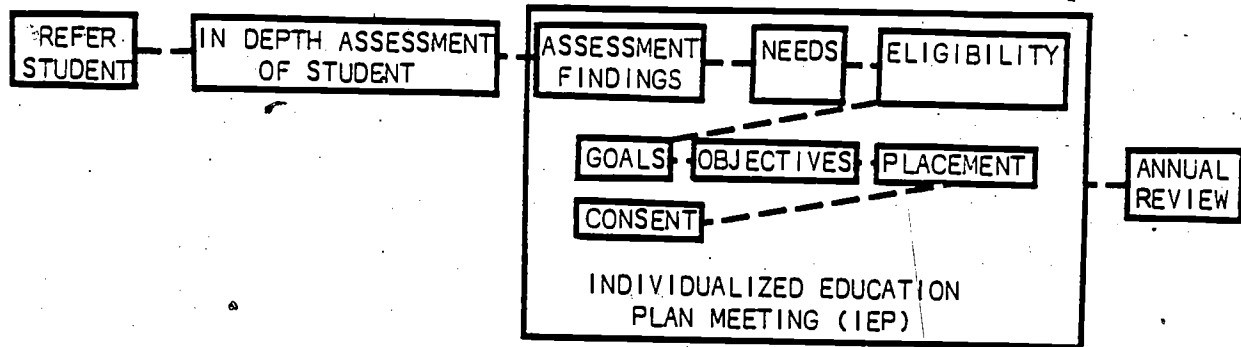 REFER
STUDENT
IN DEPTH ASSESSMENT
OF STUDENT
ASSESSMENT
FINDINGS
NEEDS
ELIGIBILITY
GOALS
OBJECTIVES
PLACEMENT
CONSENT
INDIVIDUALIZED EDUCATION
PLAN MEETING (IEP)
ANNUAL
REVIEW